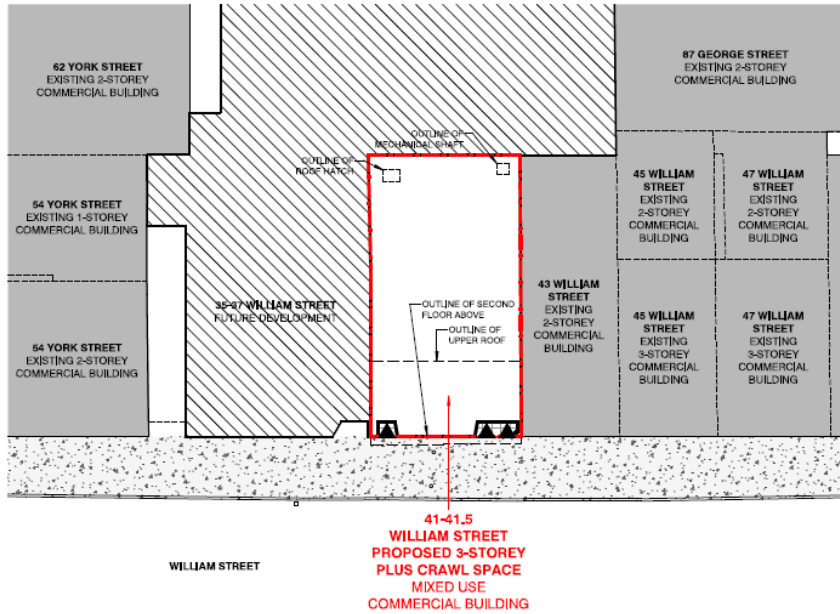 62 YORK STREET
EXISTING 2-STOREY
COMMERCIAL BUILDING
87 GEORGE STREET
EXISTING 2-STOREY
COMMERCIAL BUILDING
OUTLINE OF
MECHANICAL SHAFT
OUTLINE OF
ROOF HATCH
54 YORK STREET
EXISTING 1-STOREY
COMMERCIAL BUILDING
45 WILLIAM
STREET
EXISTING
2-STOREY
COMMERCIAL
BUILDING
47 WILLIAM
STREET
EXISTING
2-STOREY
COMMERCIAL
BUILDING
35-37 WILLIAM STREET
FUTURE DEVELOPMENT
OUTLINE OF SECOND
FLOOR ABOVE
OUTLINE OF
UPPER ROOF
43 WILLIAM
STREET
EXISTING
2-STOREY
COMMERCIAL
BUILDING
54 YORK STREET
EXISTING 2-STOREY
COMMERCIAL BUILDING
45 WILLIAM
STREET
EXISTING
3-STOREY
COMMERCIAL
BUILDING
47 WILLIAM
STREET
EXISTING
3-STOREY
COMMERCIAL
BUILDING
41-41.5
WILLIAM STREET
PROPOSED 3-STOREY
PLUS CRAWL SPACE
MIXED USE
COMMERCIAL BUILDING
WILLIAM STREET